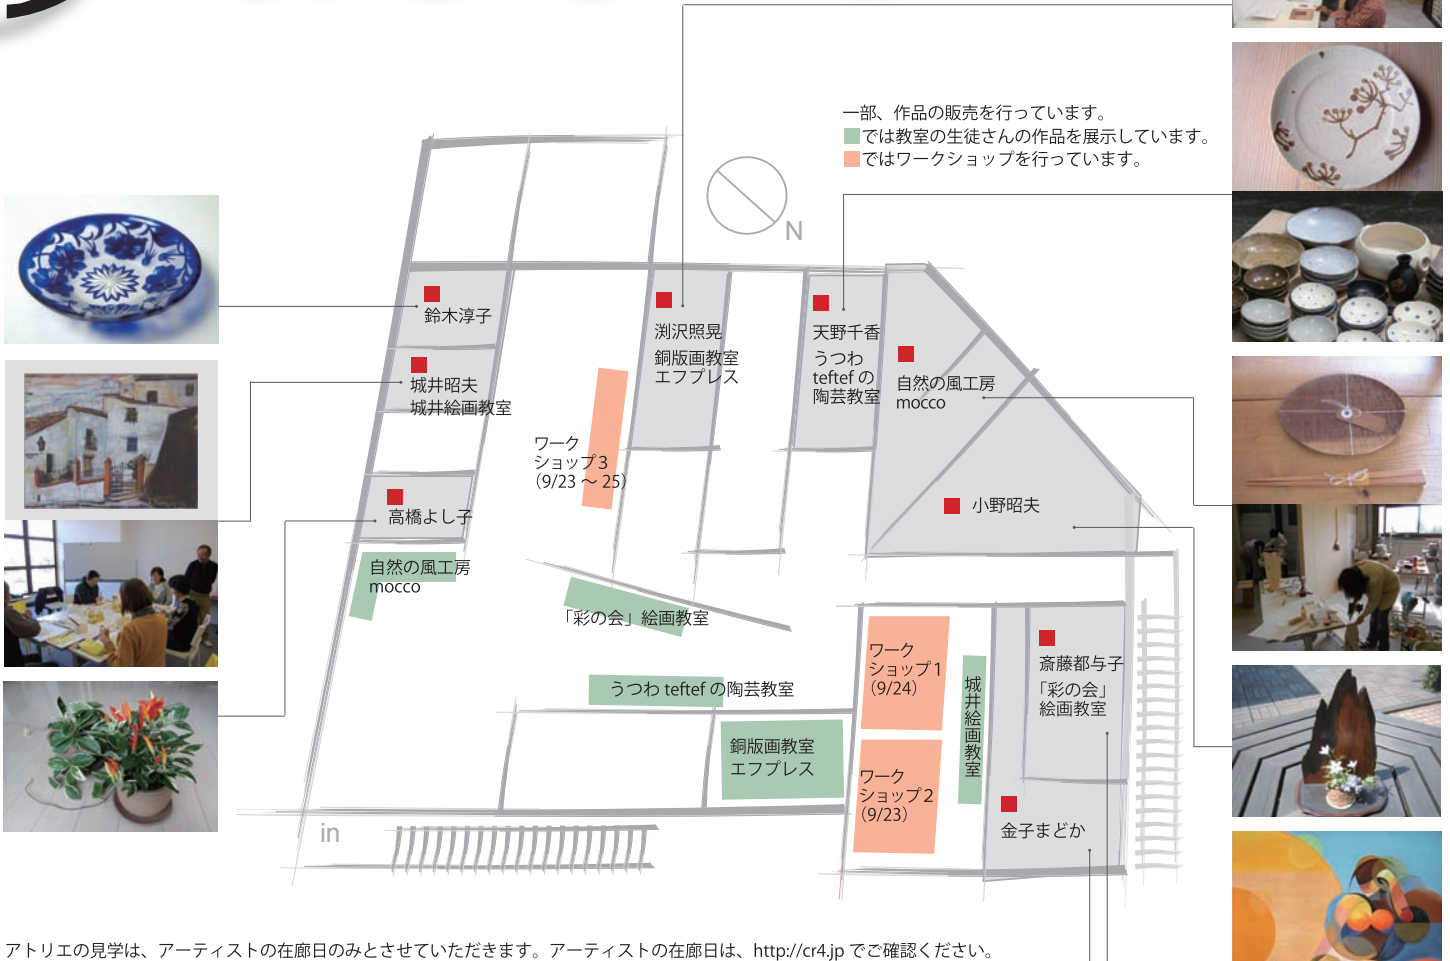 一部、作品の販売を行っています。
では教室の生徒さんの作品を展示しています。
ではワークショップを行っています。
N
鈴木淳子
城井昭夫
城井絵画教室
高橋よし子
自然の風工房
mocco
ワーク
ショップ3
（9/23 〜 25）
渕沢照晃
銅版画教室
エフプレス
天野千香
うつわ
teftef の
陶芸教室
自然の風工房
mocco
小野昭夫
「彩の会」絵画教室
うつわ teftef の陶芸教室
銅版画教室
エフプレス
ワーク
ショップ1
（9/24）
ワーク
ショップ2
（9/23）
城井絵画教室
斎藤都与子
「彩の会」
絵画教室
金子まどか
in
アトリエの見学は、アーティストの在廊日のみとさせていただきます。アーティストの在廊日は、http://cr4.jp でご確認ください。